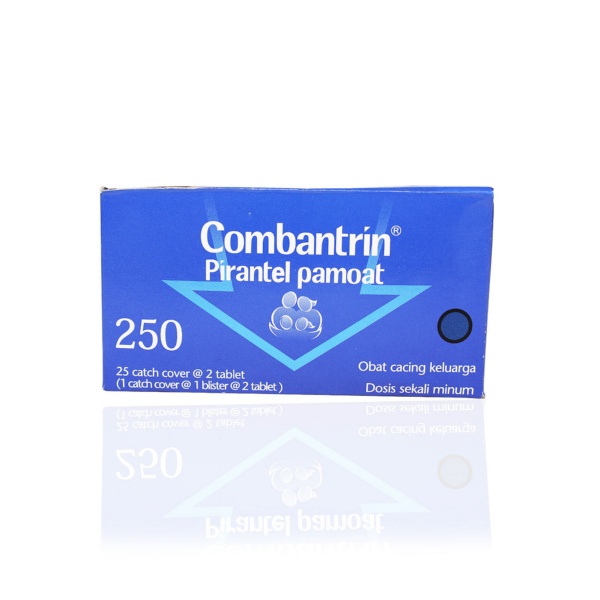 Combantrin®
Pirantel pamoat
250
25 catch cover @ 2 tablet
(1 catch cover @ 1 blister @ 2 tablet)
Obat cacing keluarga
Dosis sekali minum